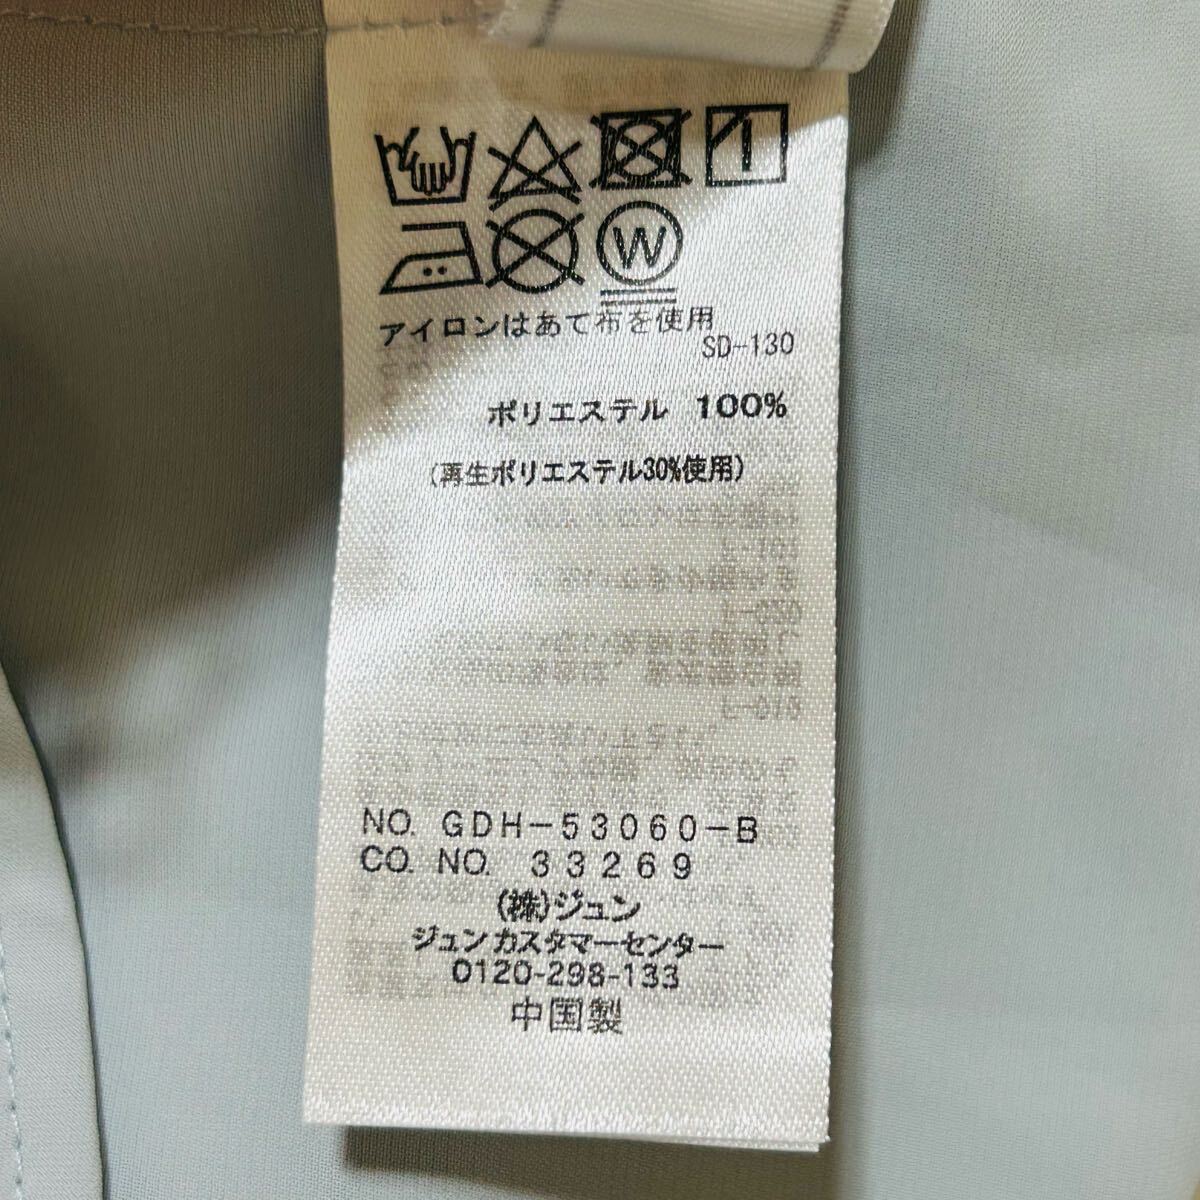 W
アイロンはあて布を使用
SD-130
ポリエステル 100%
(再生ポリエステル30%使用)
NO. GDH-53060-B
CO. NO. 33269
(株)ジュン
ジュンカスタマーセンター
0120-298-133
中国製